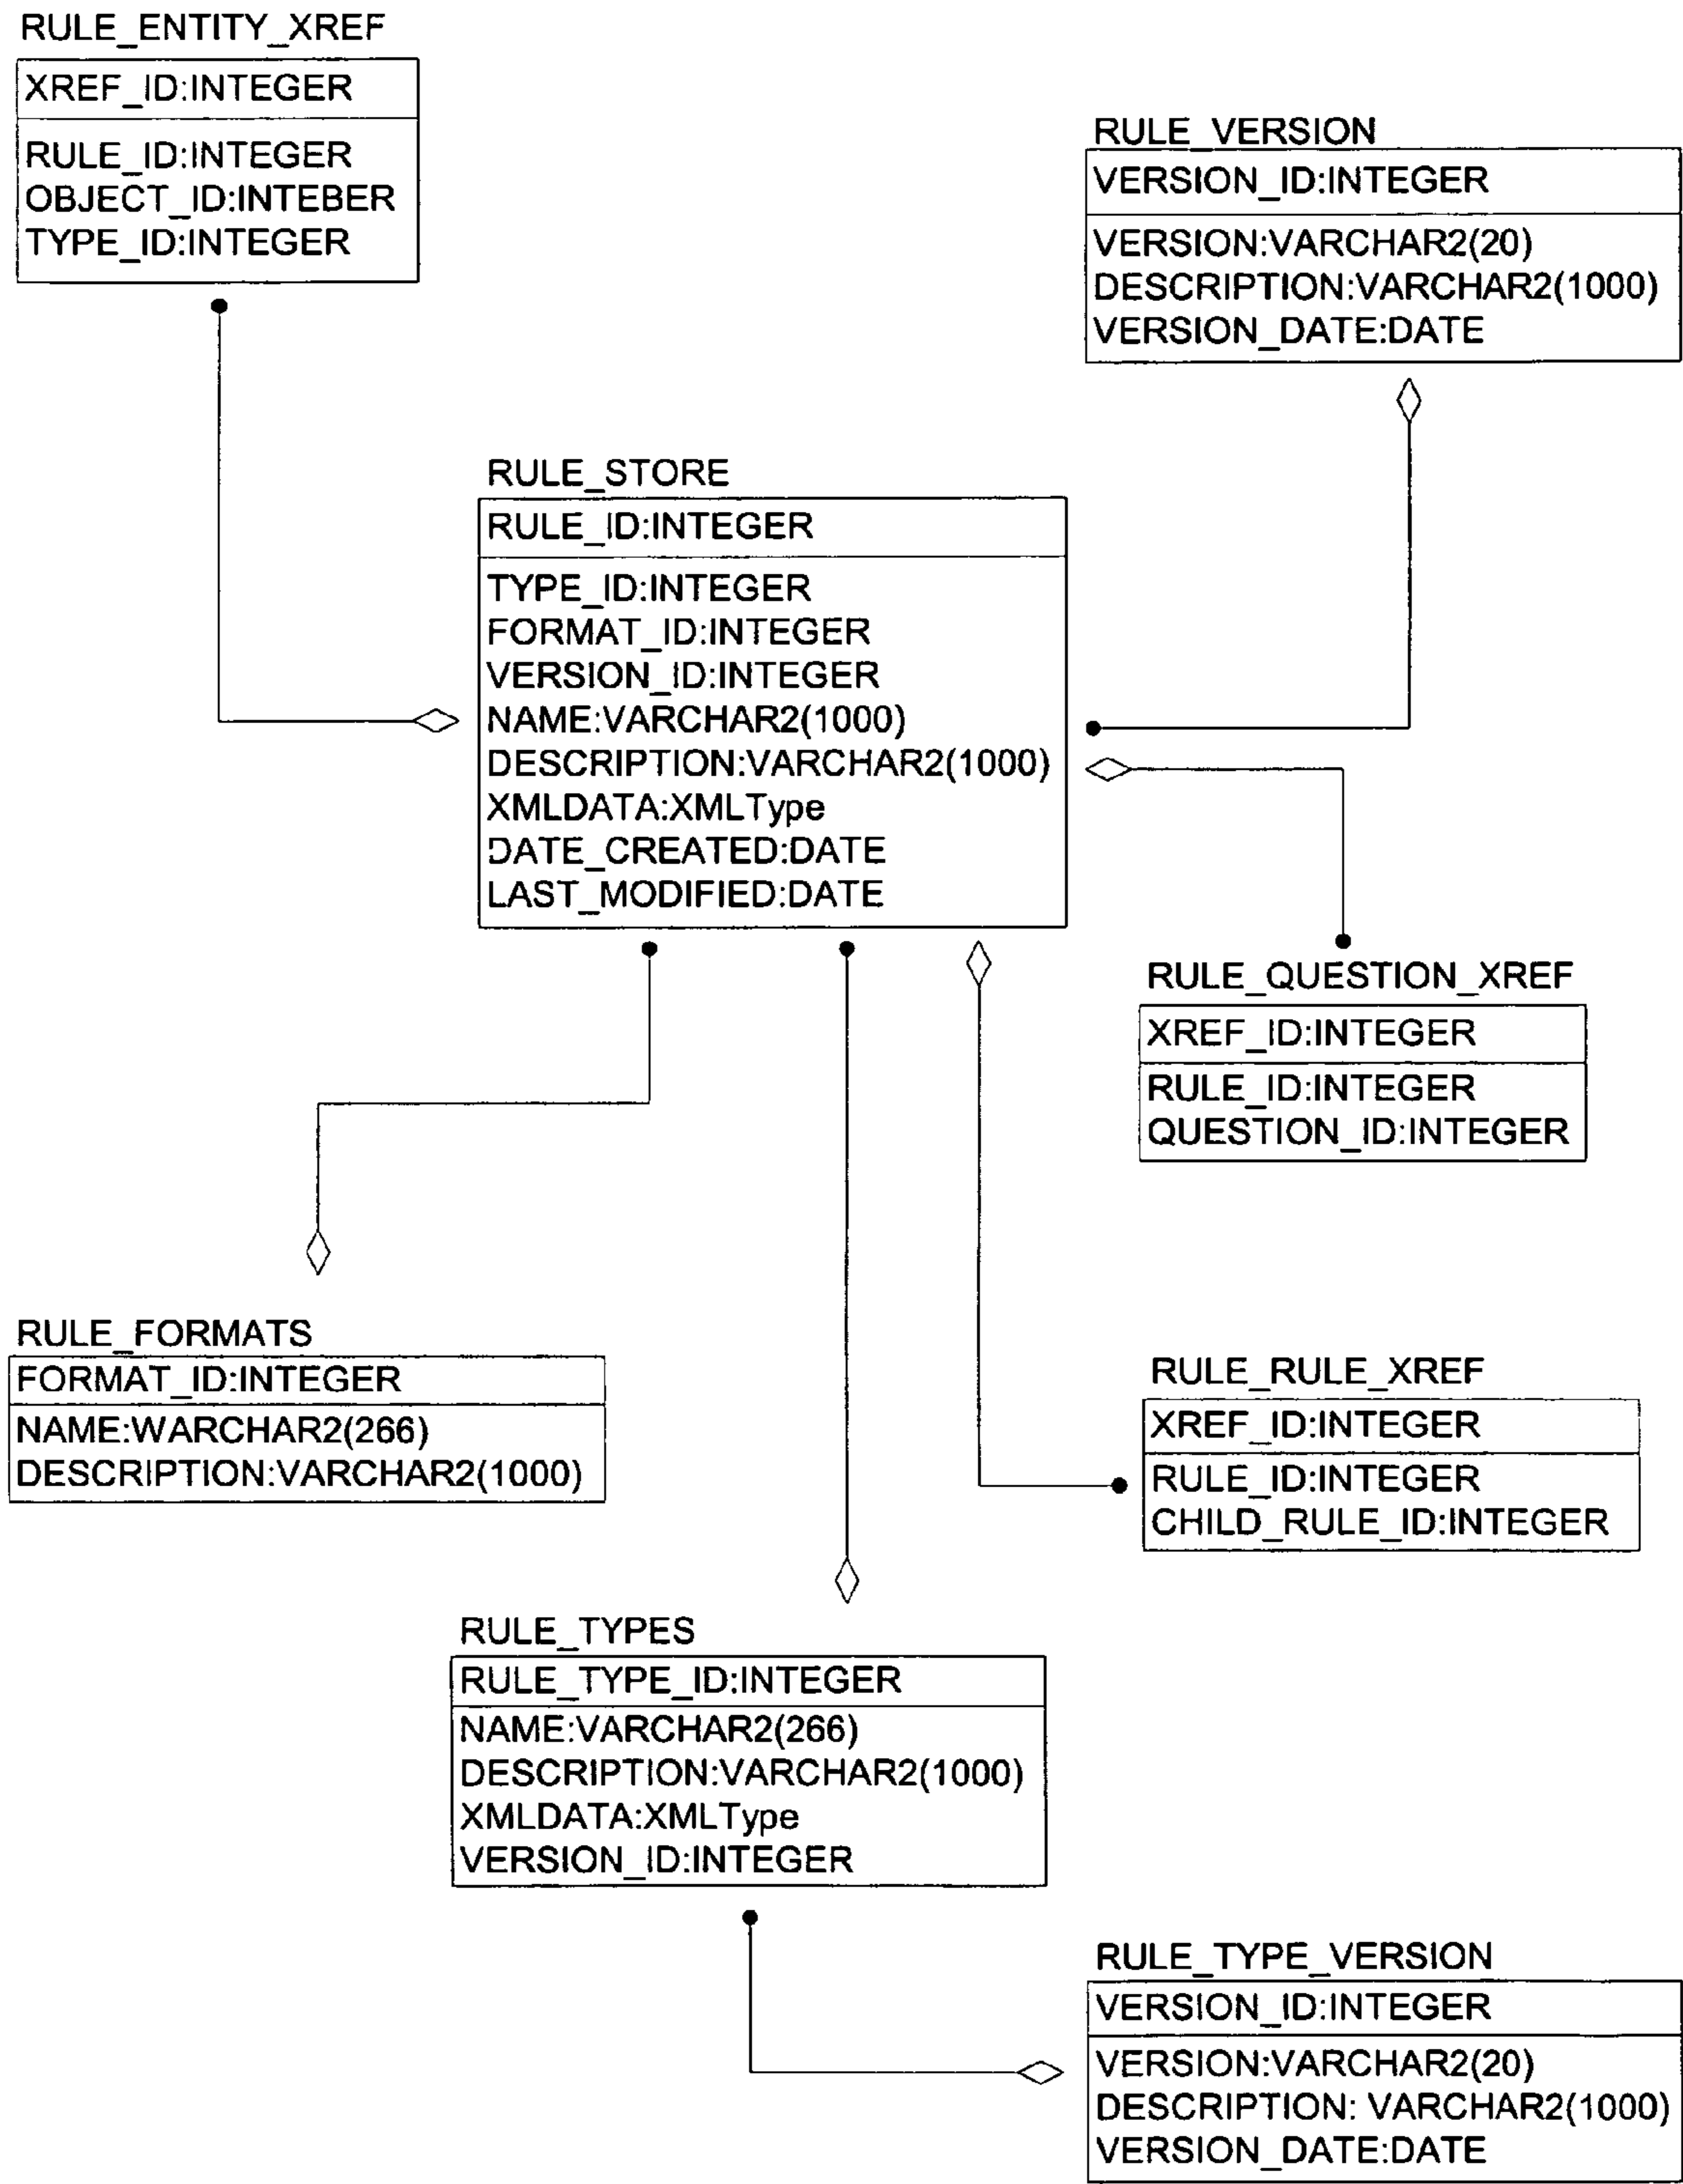 RULE_ENTITY_XREF
XREF_ID:INTEGER
RULE_ID:INTEGER
OBJECT_ID:INTEBER
TYPE_ID:INTEGER
RULE_VERSION
VERSION_ID:INTEGER
VERSION:VARCHAR2(20)
DESCRIPTION:VARCHAR2(1000)
VERSION_DATE:DATE
RULE_STORE
RULE_ID:INTEGER
TYPE_ID:INTEGER
FORMAT_ID:INTEGER
VERSION_ID:INTEGER
NAME:VARCHAR2(1000)
DESCRIPTION:VARCHAR2(1000)
XMLDATA:XMLType
DATE_CREATED:DATE
LAST_MODIFIED:DATE
RULE_QUESTION_XREF
XREF_ID:INTEGER
RULE_ID:INTEGER
QUESTION_ID:INTEGER
RULE_FORMATS
FORMAT_ID:INTEGER
NAME:WARCHAR2(266)
DESCRIPTION:VARCHAR2(1000)
RULE_RULE_XREF
XREF_ID:INTEGER
RULE_ID:INTEGER
CHILD_RULE_ID:INTEGER
RULE_TYPES
RULE_TYPE_ID:INTEGER
NAME:VARCHAR2(266)
DESCRIPTION:VARCHAR2(1000)
XMLDATA:XMLType
VERSION_ID:INTEGER
RULE_TYPE_VERSION
VERSION_ID:INTEGER
VERSION:VARCHAR2(20)
DESCRIPTION: VARCHAR2(1000)
VERSION_DATE:DATE